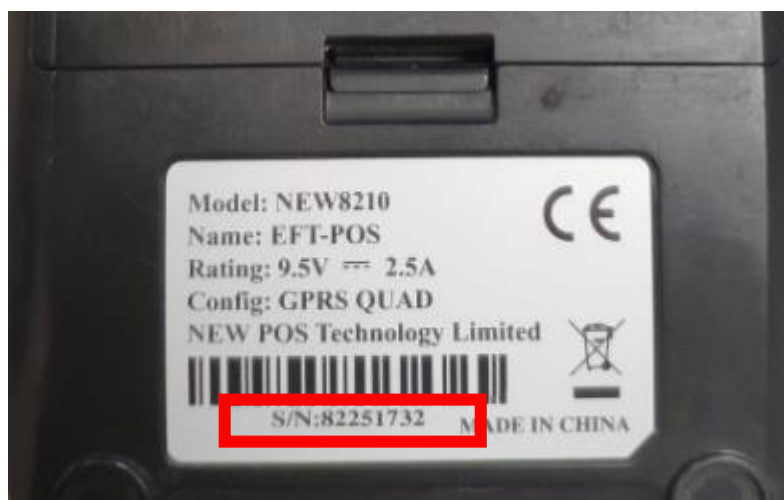 Model: NEW8210
Name: EFT-POS
Rating: 9.5V ⎓ 2.5A
Config: GPRS QUAD
NEW POS Technology Limited
S/N:82251732
MADE IN CHINA
CE